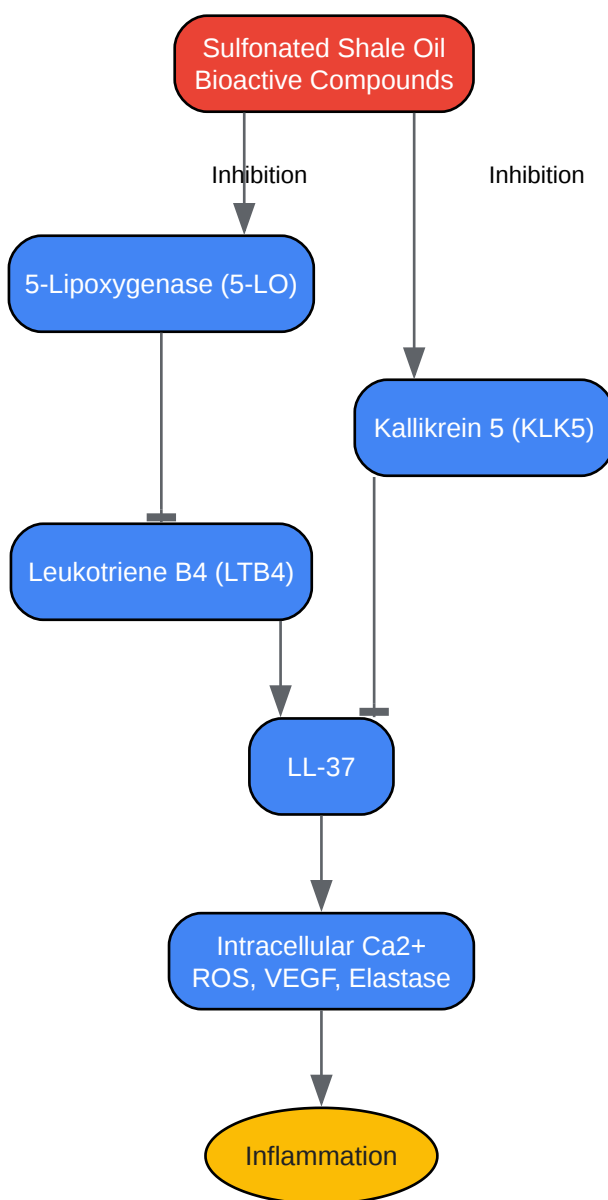 Sulfonated Shale Oil
Bioactive Compounds
Inhibition
Inhibition
5-Lipoxygenase (5-LO)
Kallikrein 5 (KLK5)
Leukotriene B4 (LTB4)
LL-37
Intracellular Ca2+
ROS, VEGF, Elastase
Inflammation